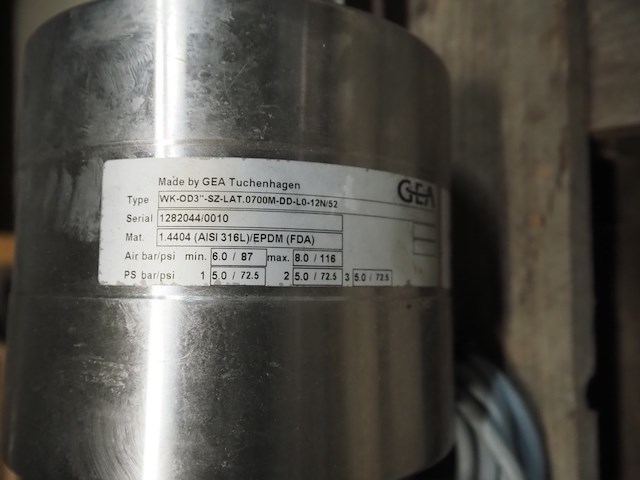 Made by GEA Tuchenhagen
GEA
Type WK-OD3"-SZ-LAT.0700M-DD-L0-12N/52
Serial 1282044/0010
Mat. 1.4404 (AISI 316L)/EPDM (FDA)
Air bar/psi min. 6.0 / 87 max. 8.0 / 116
PS bar/psi 1 5.0 / 72.5 2 5.0 / 72.5 3 5.0 / 72.5